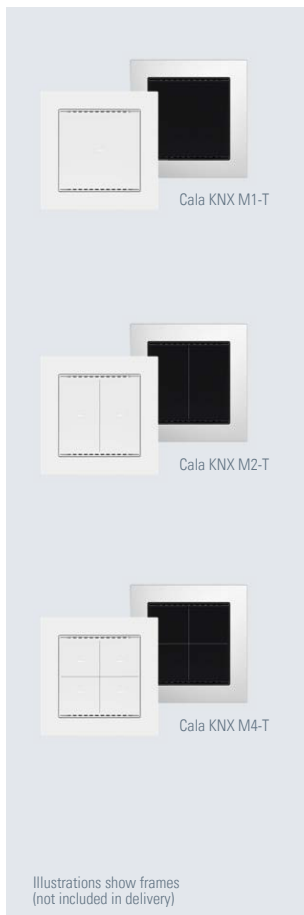 Cala KNX M1-T
Cala KNX M2-T
Cala KNX M4-T
Illustrations show frames
(not included in delivery)